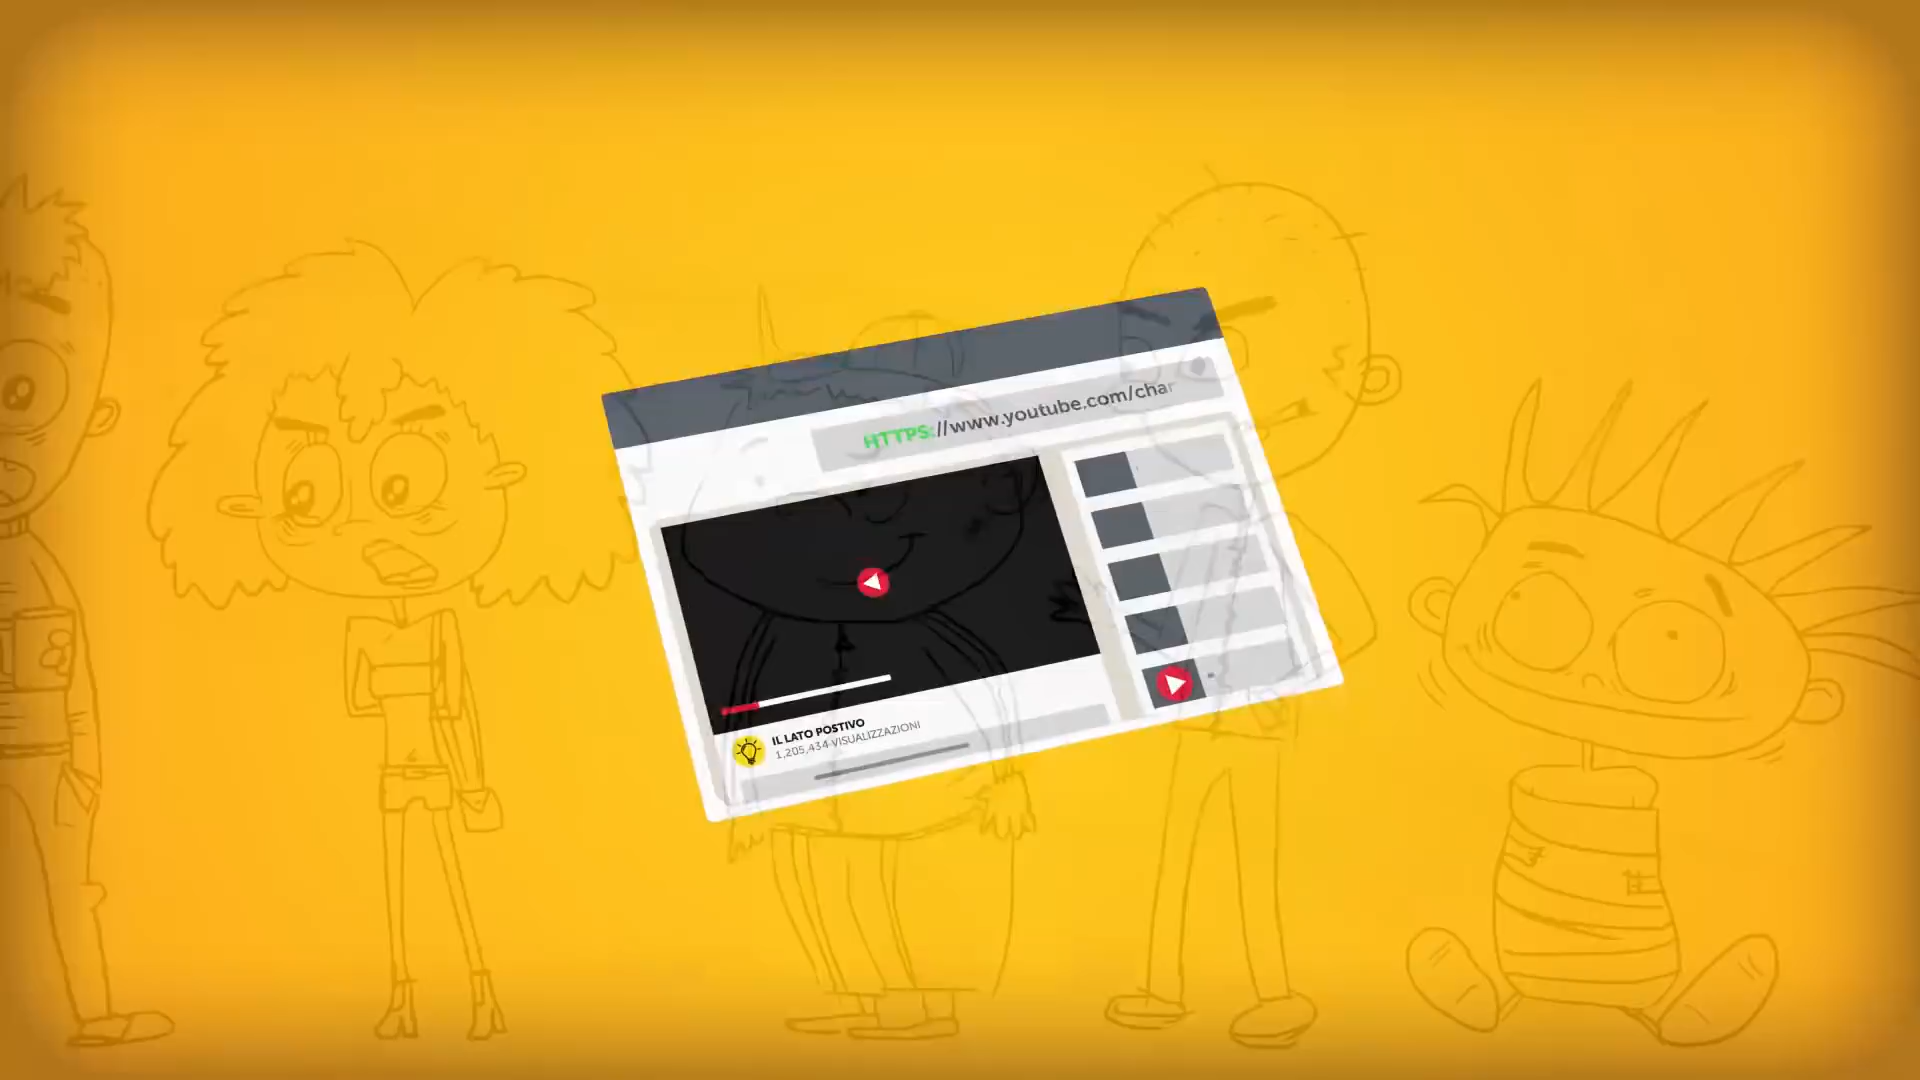 HTTPS://www.youtube.com/char
IL LATO POSTIVO
1,205,434 VISUALIZZAZIONI